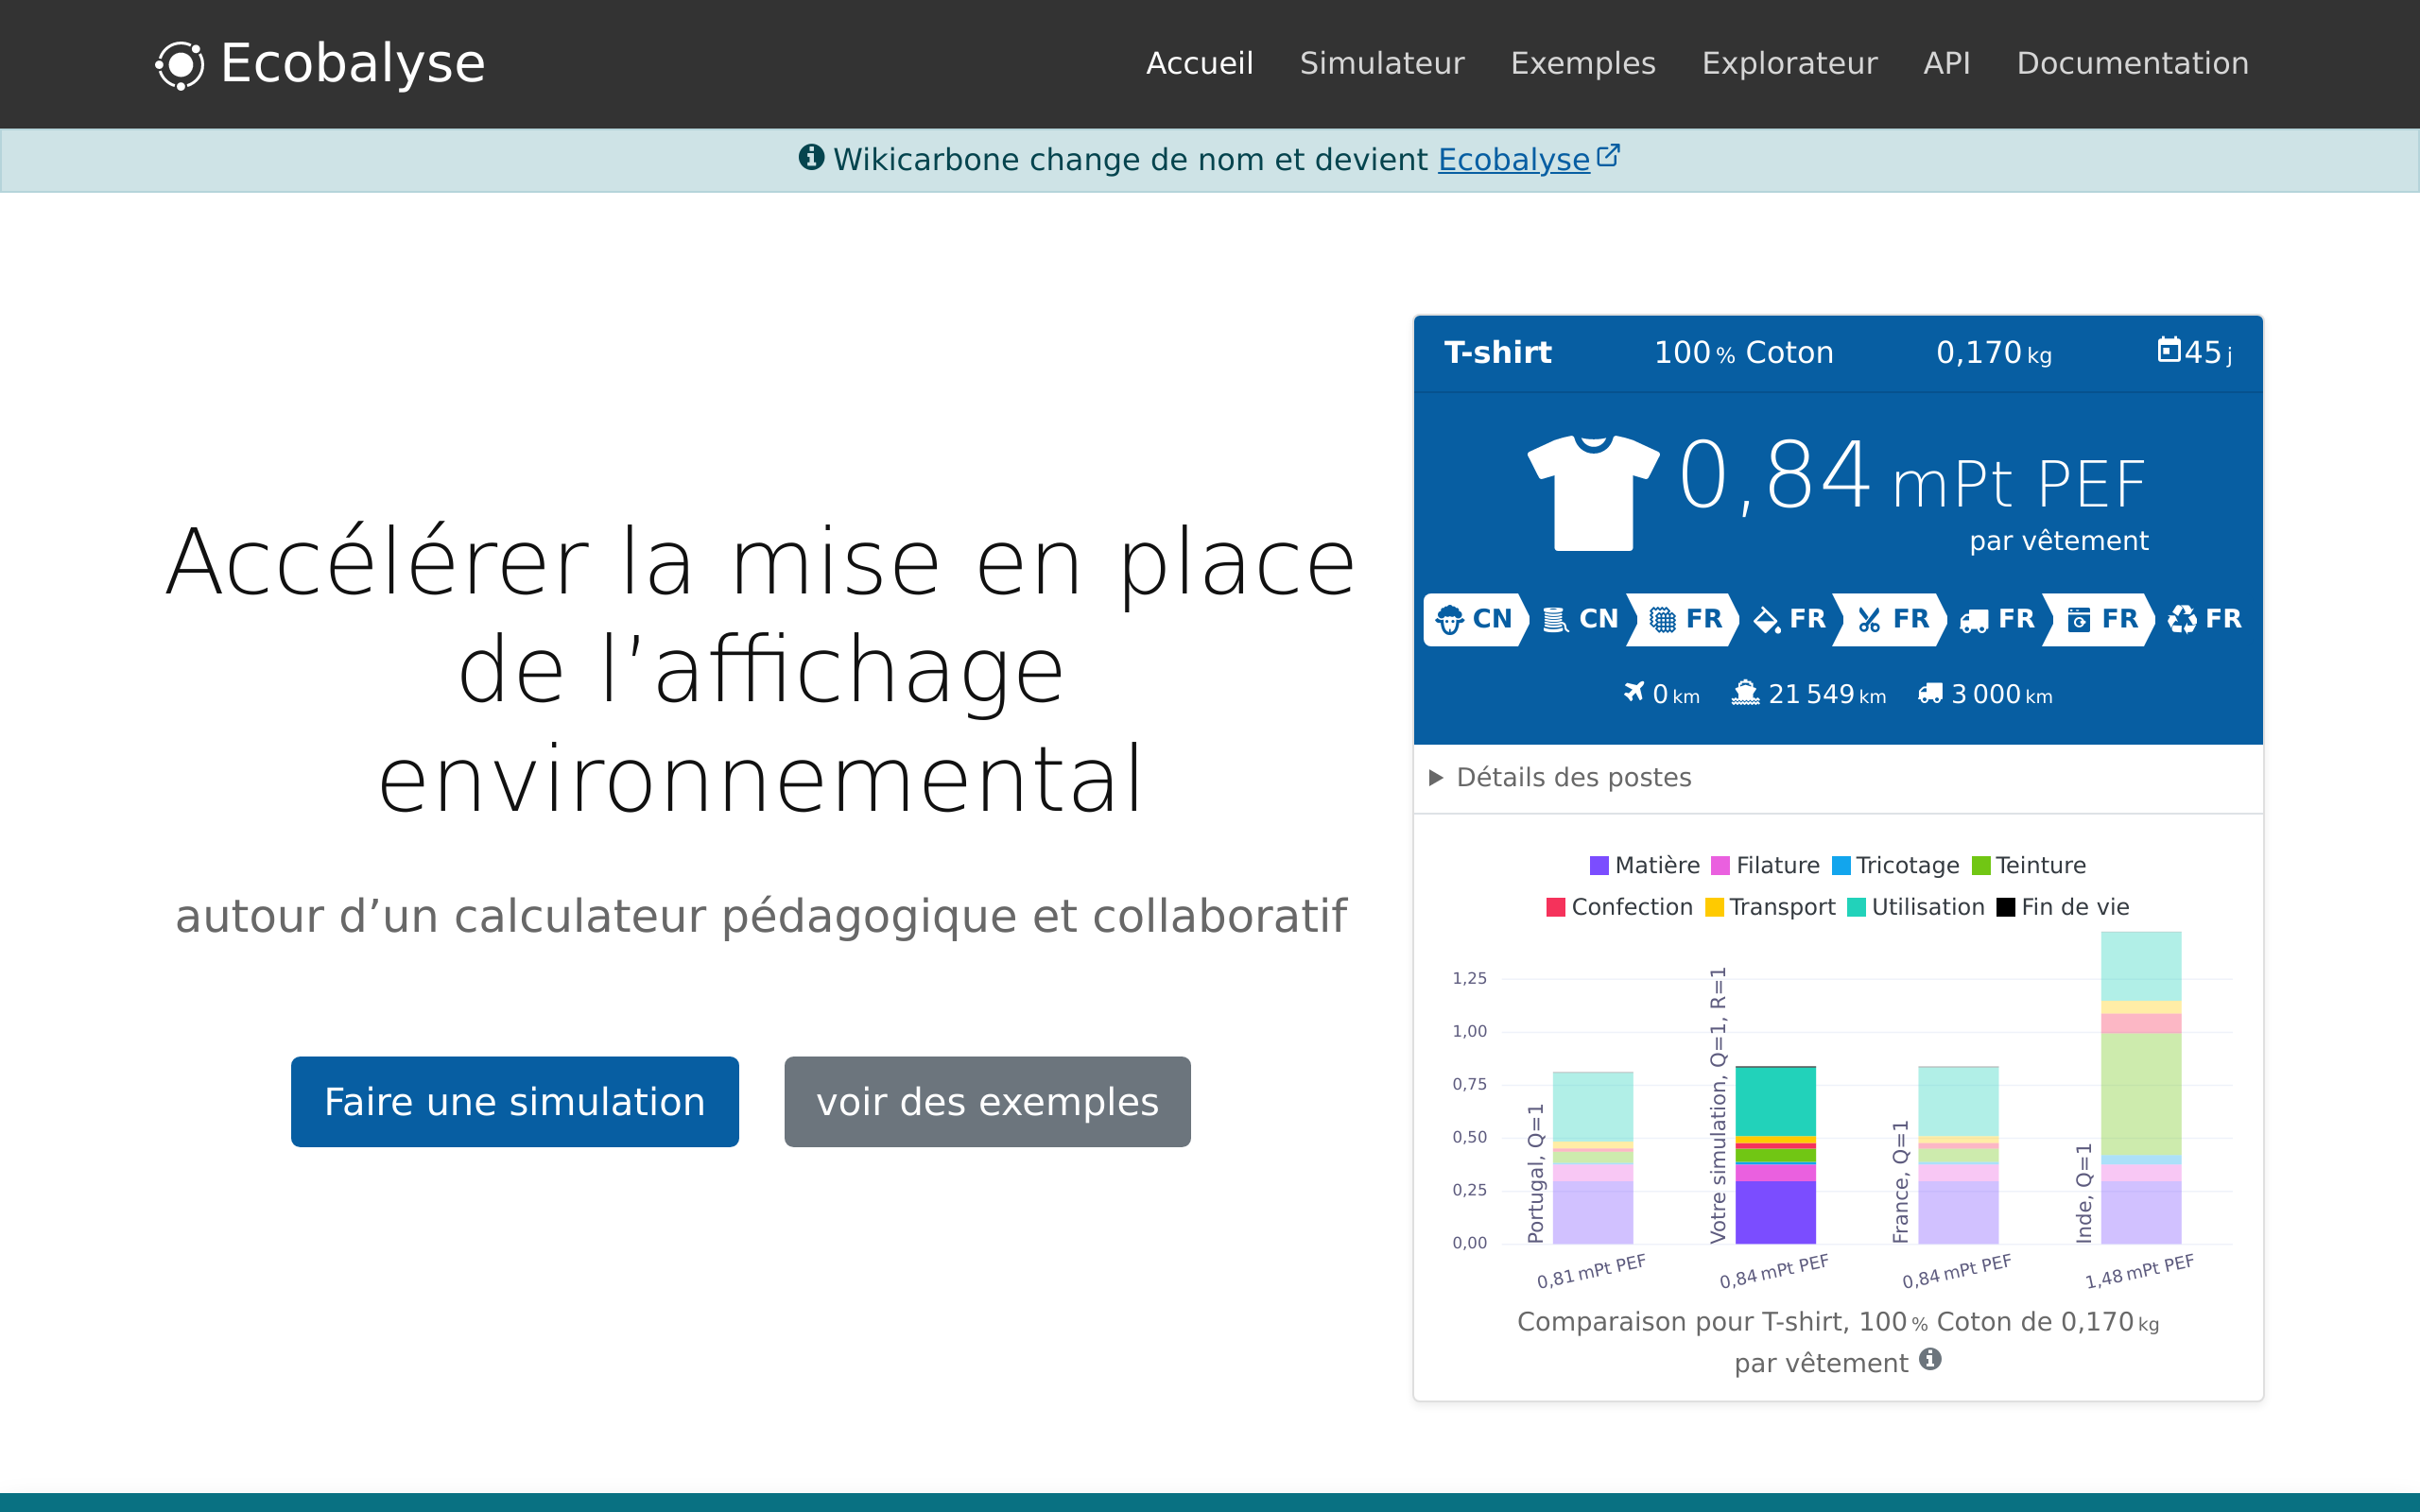 Ecobalyse
Accueil Simulateur Exemples Explorateur API Documentation
Wikicarbone change de nom et devient Ecobalyse
Accélérer la mise en place
de l’affichage
environnemental
autour d’un calculateur pédagogique et collaboratif
Faire une simulation voir des exemples
T-shirt 100 % Coton 0,170 kg 45 j
0,84 mPt PEF
par vêtement
CN CN FR FR FR FR FR FR
0 km 21 549 km 3 000 km
Détails des postes
Matière Filature Tricotage Teinture
Confection Transport Utilisation Fin de vie
1,25
1,00
0,75
0,50
0,25
0,00
Portugal, Q=1
Votre simulation, Q=1, R=1
France, Q=1
Inde, Q=1
0,81 mPt PEF 0,84 mPt PEF 0,84 mPt PEF 1,48 mPt PEF
Comparaison pour T-shirt, 100 % Coton de 0,170 kg
par vêtement